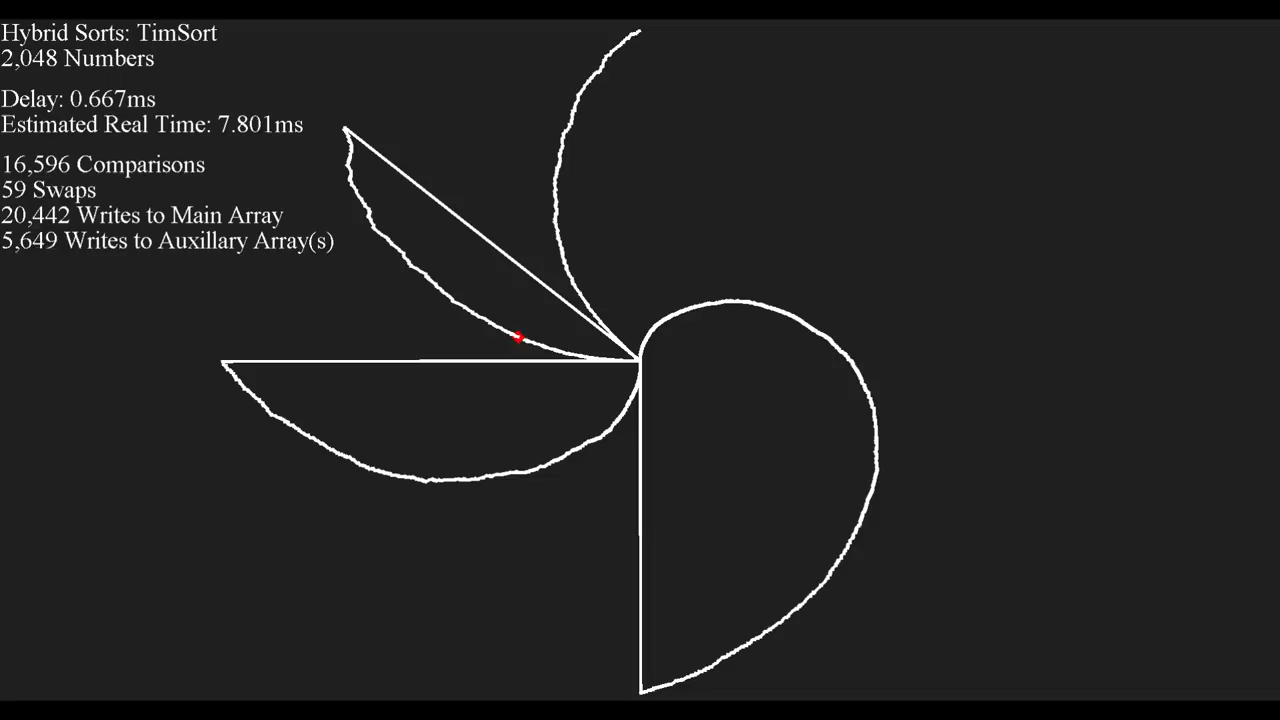 Hybrid Sorts: TimSort
2,048 Numbers
Delay: 0.667ms
Estimated Real Time: 7.801ms
16,596 Comparisons
59 Swaps
20,442 Writes to Main Array
5,649 Writes to Auxillary Array(s)